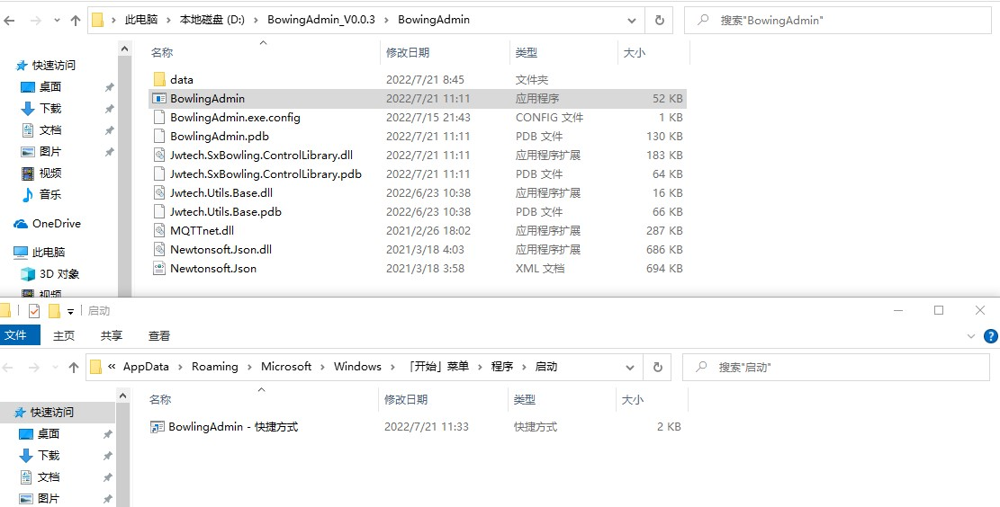 此电脑 本地磁盘 (D:) BowingAdmin_V0.0.3 BowingAdmin 搜索"BowingAdmin"
名称 修改日期 类型 大小
快速访问
桌面
下载
文档
图片
视频
音乐
OneDrive
此电脑
3D 对象
视频
data 2022/7/21 8:45 文件夹
BowlingAdmin 2022/7/21 11:11 应用程序 52 KB
BowlingAdmin.exe.config 2022/7/15 21:43 CONFIG 文件 1 KB
BowlingAdmin.pdb 2022/7/21 11:11 PDB 文件 130 KB
Jwtech.SxBowling.ControlLibrary.dll 2022/7/21 11:11 应用程序扩展 183 KB
Jwtech.SxBowling.ControlLibrary.pdb 2022/7/21 11:11 PDB 文件 64 KB
Jwtech.Utils.Base.dll 2022/6/23 10:38 应用程序扩展 16 KB
Jwtech.Utils.Base.pdb 2022/6/23 10:38 PDB 文件 66 KB
MQTTnet.dll 2021/2/26 18:02 应用程序扩展 287 KB
Newtonsoft.Json.dll 2021/3/18 4:03 应用程序扩展 686 KB
Newtonsoft.Json 2021/3/18 3:58 XML 文档 694 KB
启动
文件 主页 共享 查看
« AppData Roaming Microsoft Windows 「开始」菜单 程序 启动 搜索"启动"
名称 修改日期 类型 大小
快速访问
桌面
下载
文档
图片
BowlingAdmin - 快捷方式 2022/7/21 11:33 快捷方式 2 KB